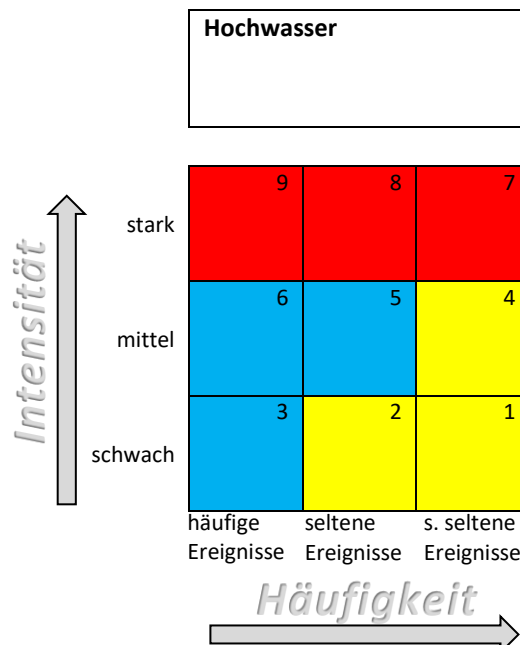 Hochwasser
9 8 7
stark
6 5 4
mittel
3 2 1
schwach
häufige seltene s. seltene
Ereignisse Ereignisse Ereignisse
Intensität
Häufigkeit